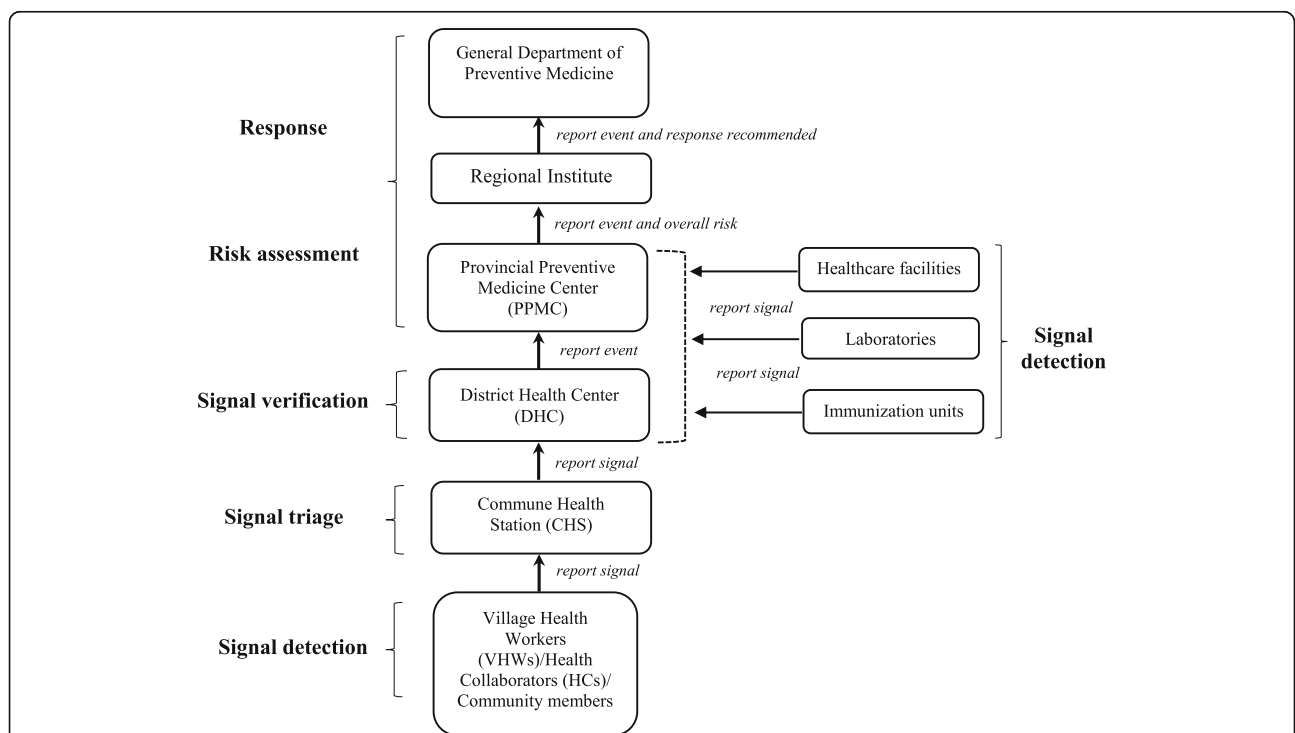 General Department of
Preventive Medicine
Response
report event and response recommended
Regional Institute
report event and overall risk
Risk assessment
Provincial Preventive
Medicine Center
(PPMC)
Healthcare facilities
report signal
Laboratories
Signal
detection
report event
report signal
Signal verification
District Health Center
(DHC)
Immunization units
report signal
Signal triage
Commune Health
Station (CHS)
report signal
Signal detection
Village Health
Workers
(VHWs)/Health
Collaborators (HCs)/
Community members